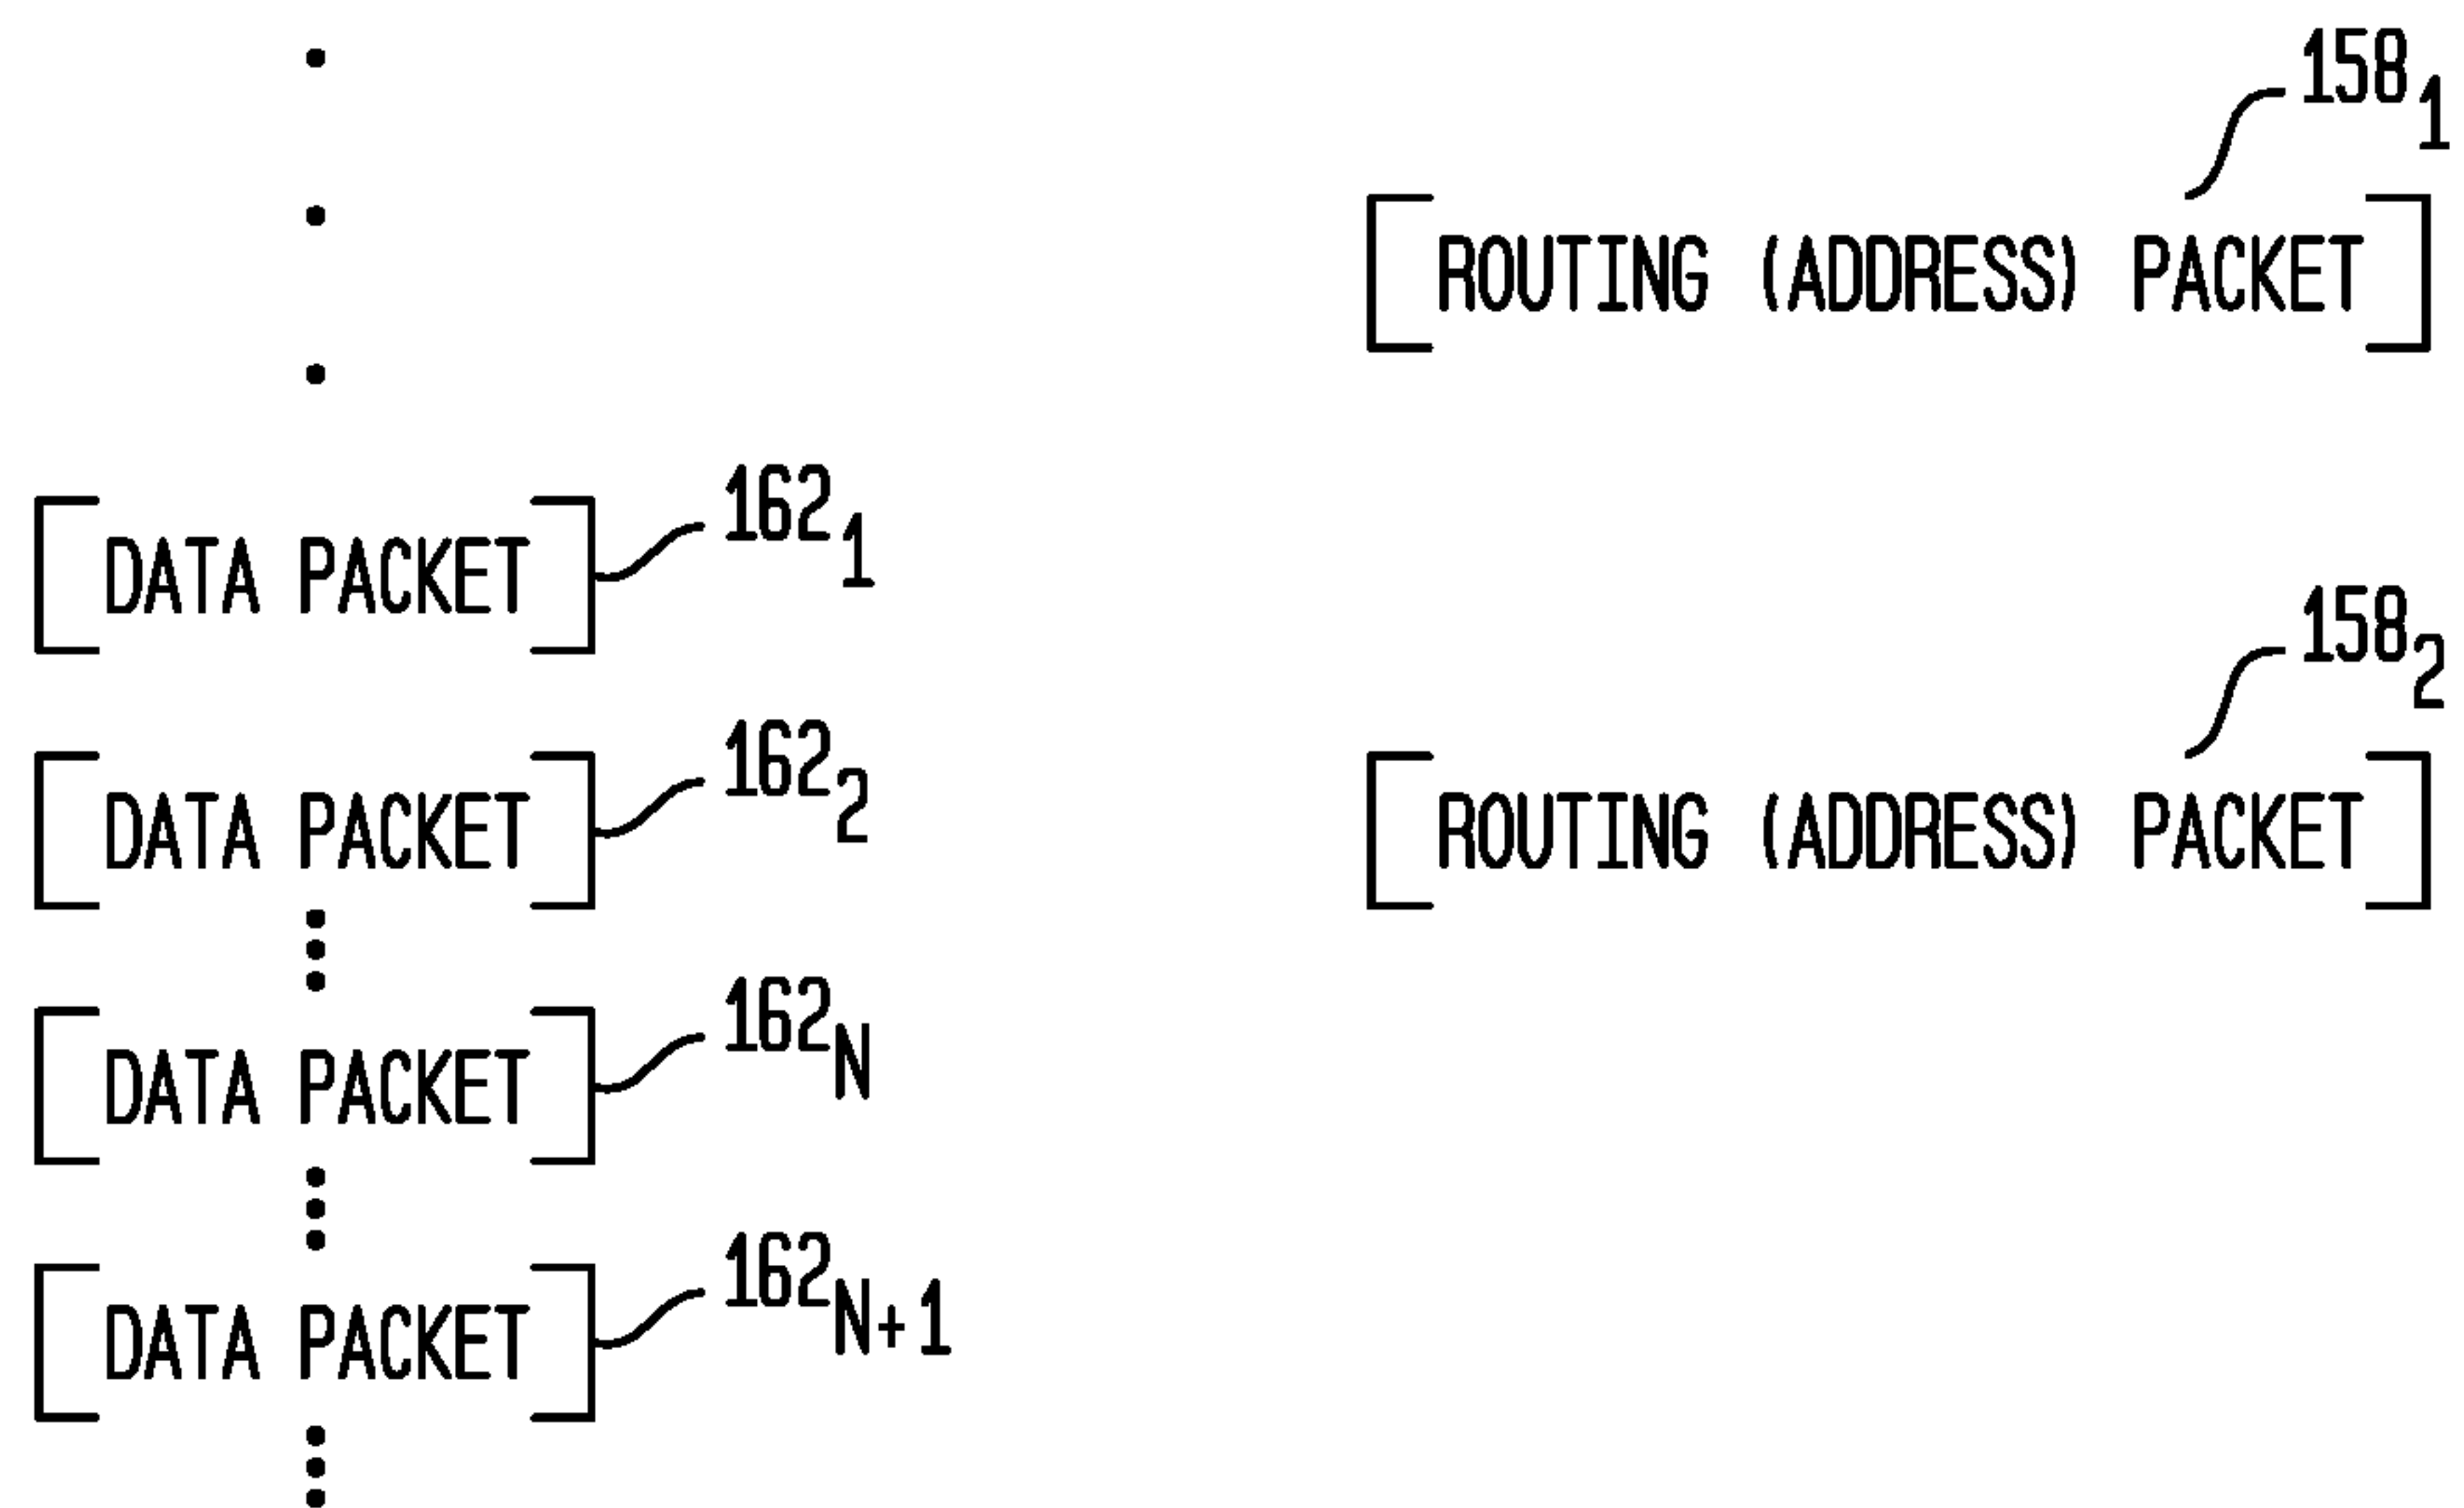 158₁
[ROUTING (ADDRESS) PACKET]
[DATA PACKET] 162₁
158₂
[DATA PACKET] 162₂
[ROUTING (ADDRESS) PACKET]
[DATA PACKET] 162N
[DATA PACKET] 162N+1